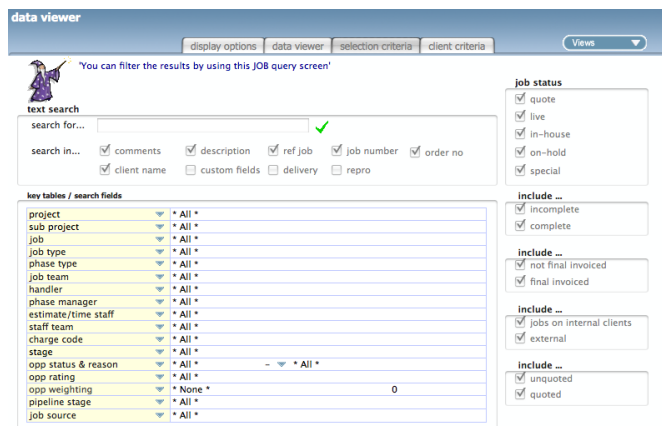 data viewer
display options data viewer selection criteria client criteria Views
'You can filter the results by using this JOB query screen'
text search
search for...
search in... comments description ref job job number order no
client name custom fields delivery repro
key tables / search fields
project * All *
sub project * All *
job * All *
job type * All *
phase type * All *
job team * All *
handler * All *
phase manager * All *
estimate/time staff * All *
staff team * All *
charge code * All *
stage * All *
opp status & reason * All * - * All *
opp rating * All *
opp weighting * None * 0
pipeline stage * All *
job source * All *
job status
quote
live
in-house
on-hold
special
include ...
incomplete
complete
include ...
not final invoiced
final invoiced
include ...
jobs on internal clients
external
include ...
unquoted
quoted